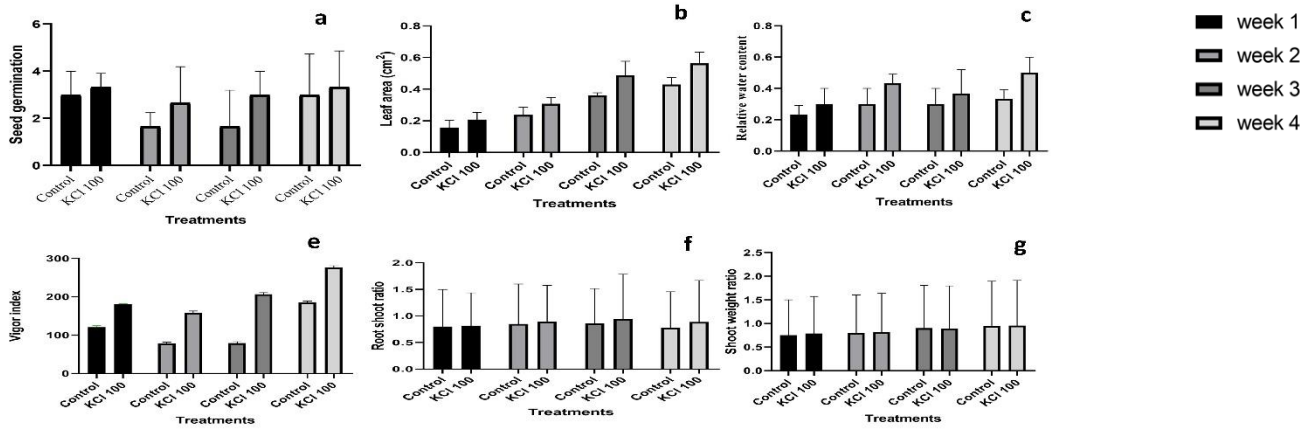 a
Seed germination
6
4
2
0
Control
KCl 100
Control
KCl 100
Control
KCl 100
Control
KCl 100
Treatments
b
Leaf area (cm²)
0.8
0.6
0.4
0.2
0.0
Control
KCl 100
Control
KCl 100
Control
KCl 100
Control
KCl 100
Treatments
c
Relative water content
0.8
0.6
0.4
0.2
0.0
Control
KCl 100
Control
KCl 100
Control
KCl 100
Control
KCl 100
Treatments
week 1
week 2
week 3
week 4
e
Vigor index
300
200
100
0
Control
KCl 100
Control
KCl 100
Control
KCl 100
Control
KCl 100
Treatments
f
Root shoot ratio
2.0
1.5
1.0
0.5
0.0
Control
KCl 100
Control
KCl 100
Control
KCl 100
Control
KCl 100
Treatments
g
Shoot weight ratio
2.5
2.0
1.5
1.0
0.5
0.0
Control
KCl 100
Control
KCl 100
Control
KCl 100
Control
KCl 100
Treatments